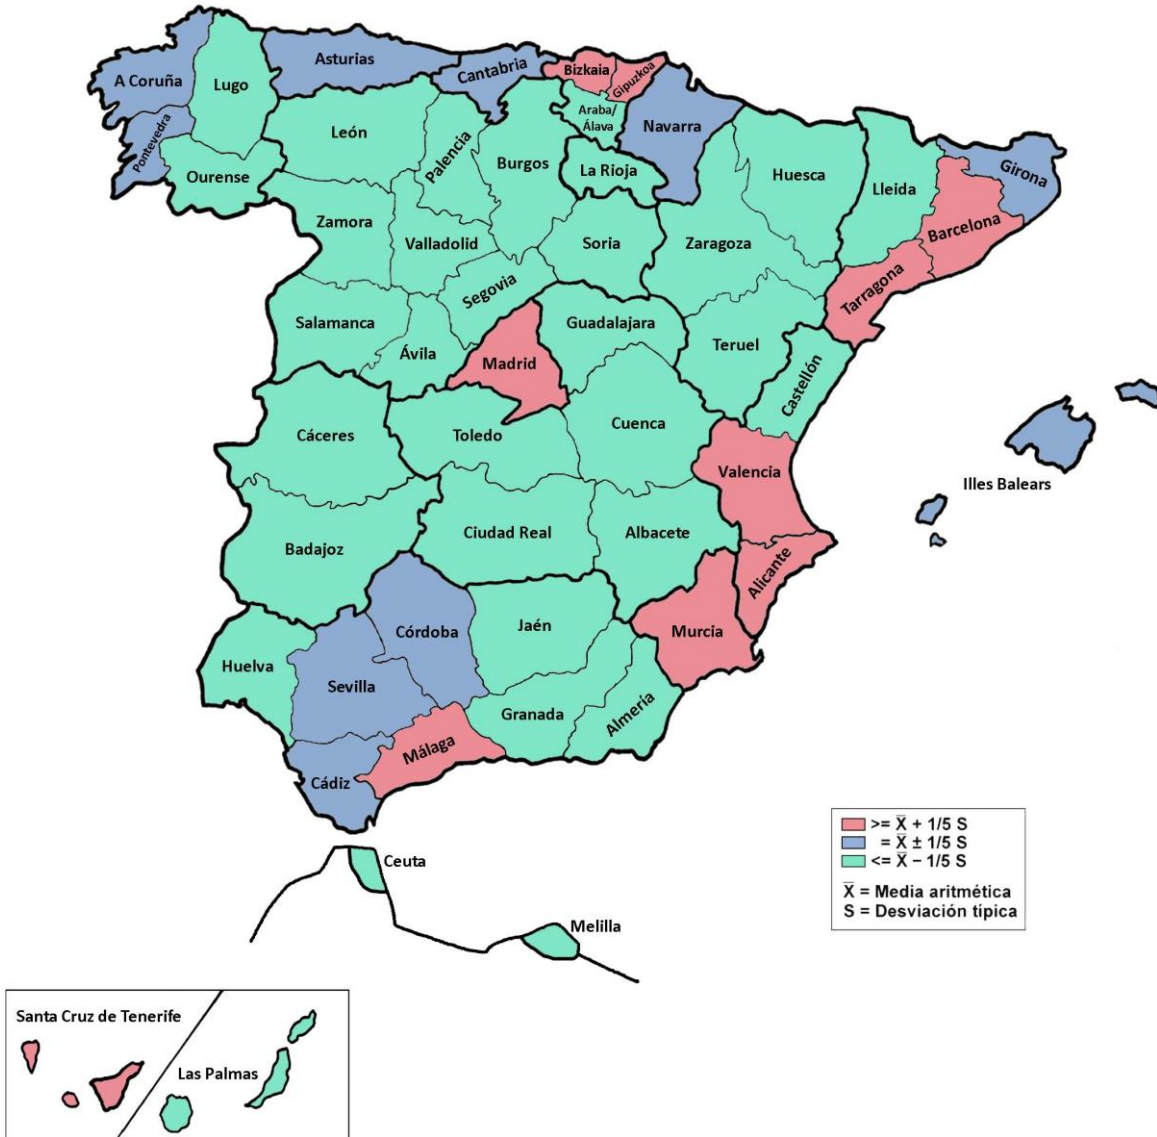 A Coruña
Lugo
Asturias
Cantabria
Bizkaia
Gipuzkoa
Pontevedra
Ourense
León
Palencia
Burgos
Araba/
Álava
Navarra
La Rioja
Huesca
Lleida
Girona
Barcelona
Zamora
Valladolid
Soria
Zaragoza
Tarragona
Segovia
Salamanca
Ávila
Madrid
Guadalajara
Teruel
Castellón
Cáceres
Toledo
Cuenca
Valencia
Illes Balears
Badajoz
Ciudad Real
Albacete
Alicante
Huelva
Sevilla
Córdoba
Jaén
Murcia
Granada
Almería
Cádiz
Málaga
Ceuta
Melilla
>= X̅ + 1/5 S
= X̅ ± 1/5 S
<= X̅ − 1/5 S
X̅ = Media aritmética
S = Desviación típica
Santa Cruz de Tenerife
Las Palmas